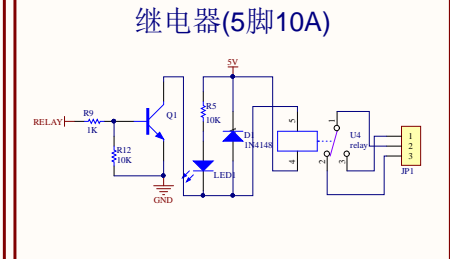 继电器(5脚10A)
5V
RELAY
R9
1K
Q1
R5
10K
R12
10K
D1
1N4148
LED1
GND
5
4
1
2
3
U4
relay
1
2
3
JP1